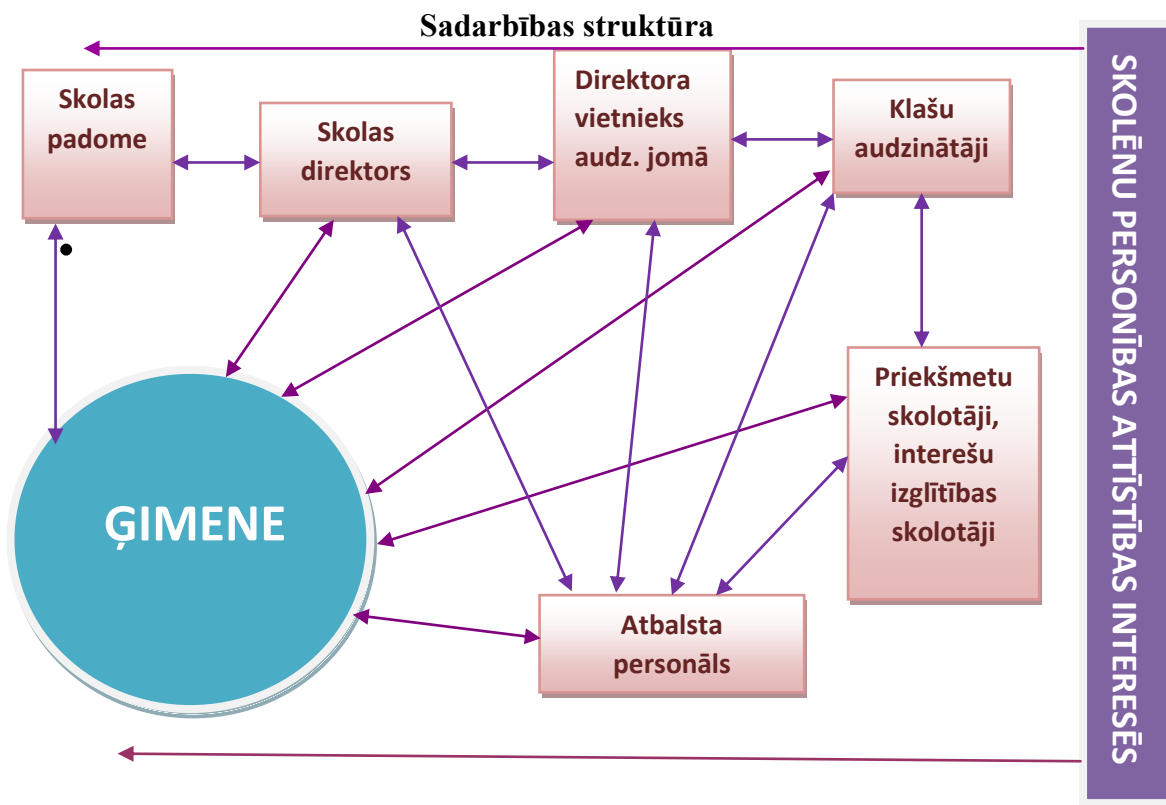 Sadarbības struktūra
Skolas
padome
Skolas
direktors
Direktora
vietnieks
audz. jomā
Klašu
audzinātāji
Priekšmetu
skolotāji,
interešu
izglītības
skolotāji
ĢIMENE
Atbalsta
personāls
SKOLĒNU PERSONĪBAS ATTĪSTĪBAS INTERESĒS